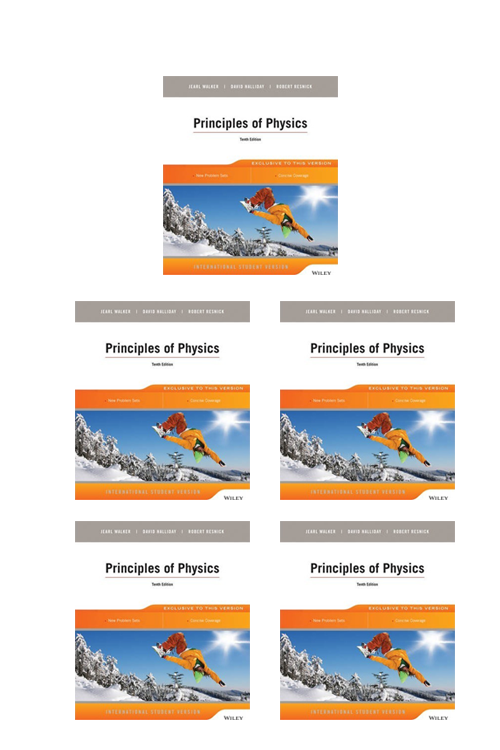 JEARL WALKER | DAVID HALLIDAY | ROBERT RESNICK
Principles of Physics
Tenth Edition
EXCLUSIVE TO THIS VERSION
• New Problem Sets • Concise Coverage
INTERNATIONAL STUDENT VERSION
WILEY
JEARL WALKER | DAVID HALLIDAY | ROBERT RESNICK
Principles of Physics
Tenth Edition
EXCLUSIVE TO THIS VERSION
• New Problem Sets • Concise Coverage
INTERNATIONAL STUDENT VERSION
WILEY
JEARL WALKER | DAVID HALLIDAY | ROBERT RESNICK
Principles of Physics
Tenth Edition
EXCLUSIVE TO THIS VERSION
• New Problem Sets • Concise Coverage
INTERNATIONAL STUDENT VERSION
WILEY
JEARL WALKER | DAVID HALLIDAY | ROBERT RESNICK
Principles of Physics
Tenth Edition
EXCLUSIVE TO THIS VERSION
• New Problem Sets • Concise Coverage
INTERNATIONAL STUDENT VERSION
WILEY
JEARL WALKER | DAVID HALLIDAY | ROBERT RESNICK
Principles of Physics
Tenth Edition
EXCLUSIVE TO THIS VERSION
• New Problem Sets • Concise Coverage
INTERNATIONAL STUDENT VERSION
WILEY